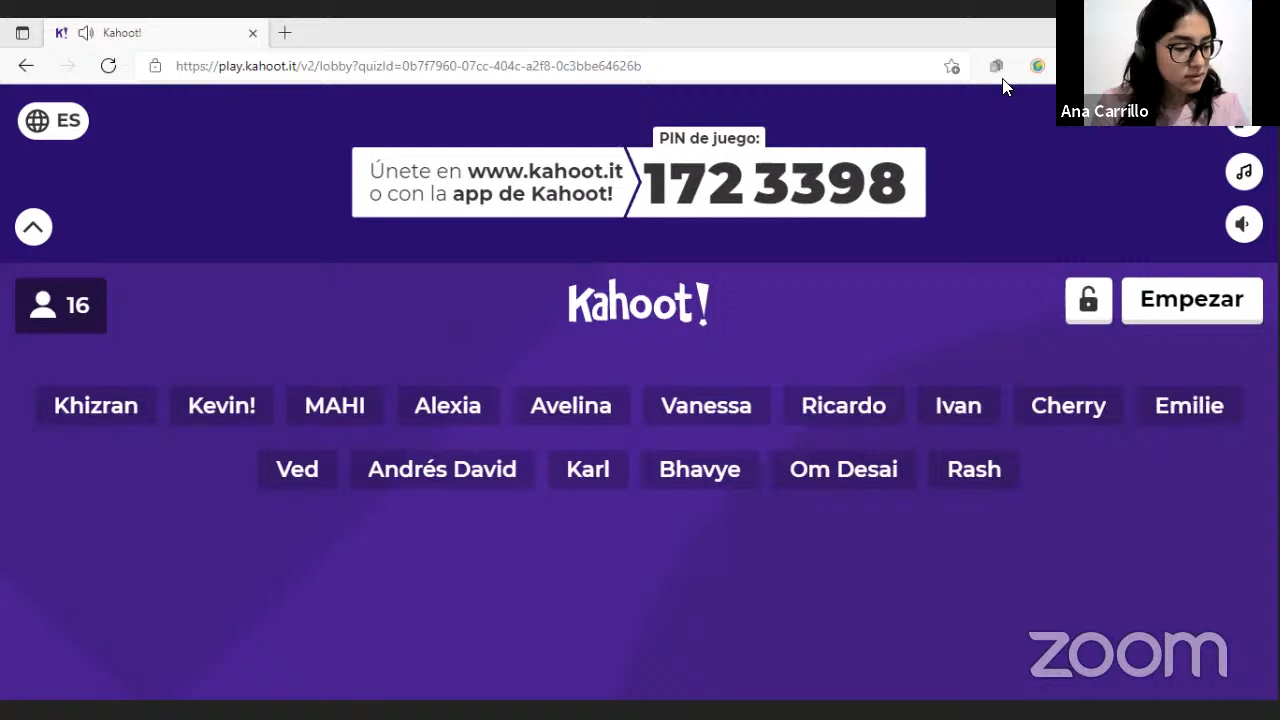 Kahoot!
https://play.kahoot.it/v2/lobby?quizId=0b7f7960-07cc-404c-a2f8-0c3bbe64626b
Ana Carrillo
ES
PIN de juego:
Únete en www.kahoot.it
o con la app de Kahoot!
172 3398
16
Kahoot!
Empezar
Khizran Kevin! MAHI Alexia Avelina Vanessa Ricardo Ivan Cherry Emilie
Ved Andrés David Karl Bhavye Om Desai Rash
zoom